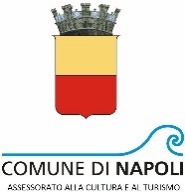 COMUNE DI NAPOLI
ASSESSORATO ALLA CULTURA E AL TURISMO